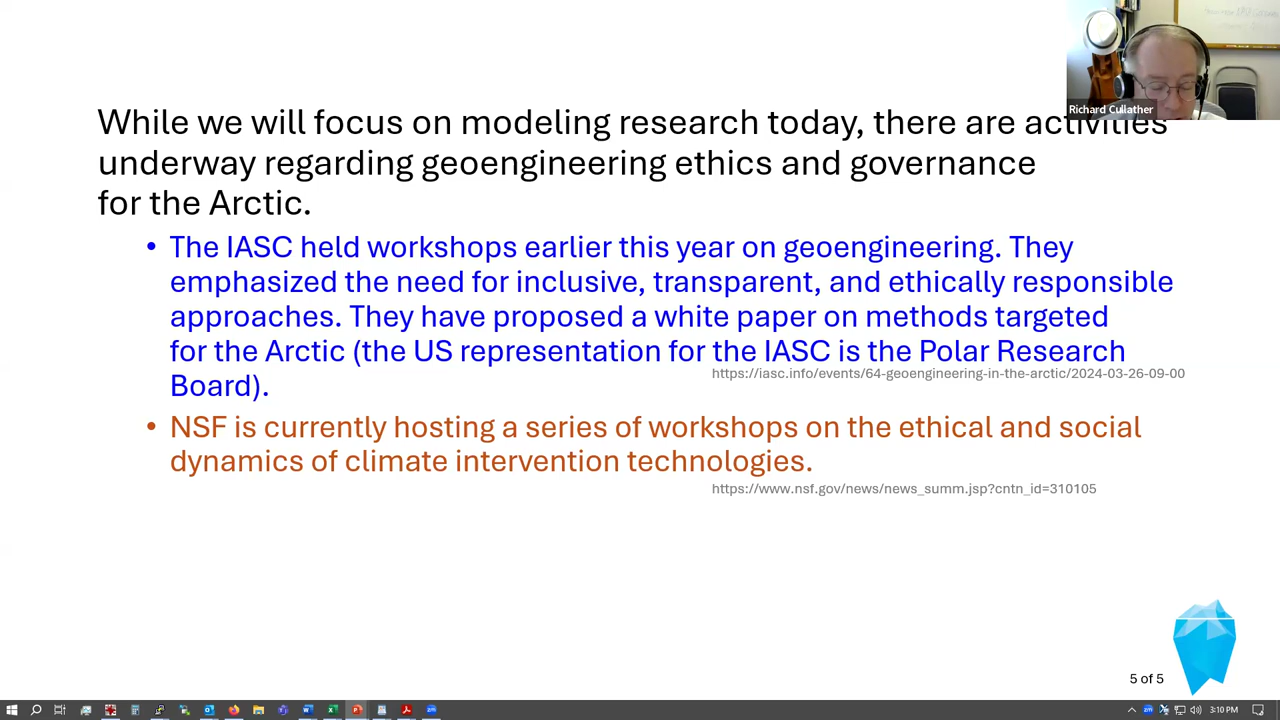 Richard Cullather
While we will focus on modeling research today, there are activities
underway regarding geoengineering ethics and governance
for the Arctic.
• The IASC held workshops earlier this year on geoengineering. They
emphasized the need for inclusive, transparent, and ethically responsible
approaches. They have proposed a white paper on methods targeted
for the Arctic (the US representation for the IASC is the Polar Research
Board).
https://iasc.info/events/64-geoengineering-in-the-arctic/2024-03-26-09-00
• NSF is currently hosting a series of workshops on the ethical and social
dynamics of climate intervention technologies.
https://www.nsf.gov/news/news_summ.jsp?cntn_id=310105
5 of 5
3:10 PM